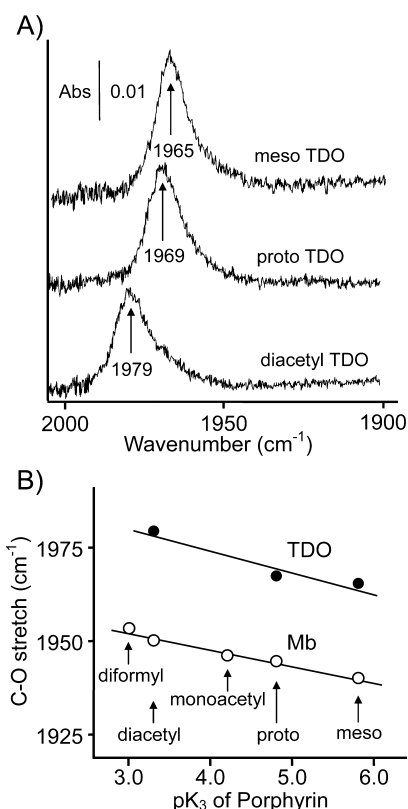 A)
Abs 0.01
1965
meso TDO
1969
proto TDO
1979
diacetyl TDO
2000 1950 1900
Wavenumber (cm-1)
B)
C-O stretch (cm-1)
1975
TDO
1950
Mb
diformyl
monoacetyl
diacetyl proto meso
1925
3.0 4.0 5.0 6.0
pK3 of Porphyrin